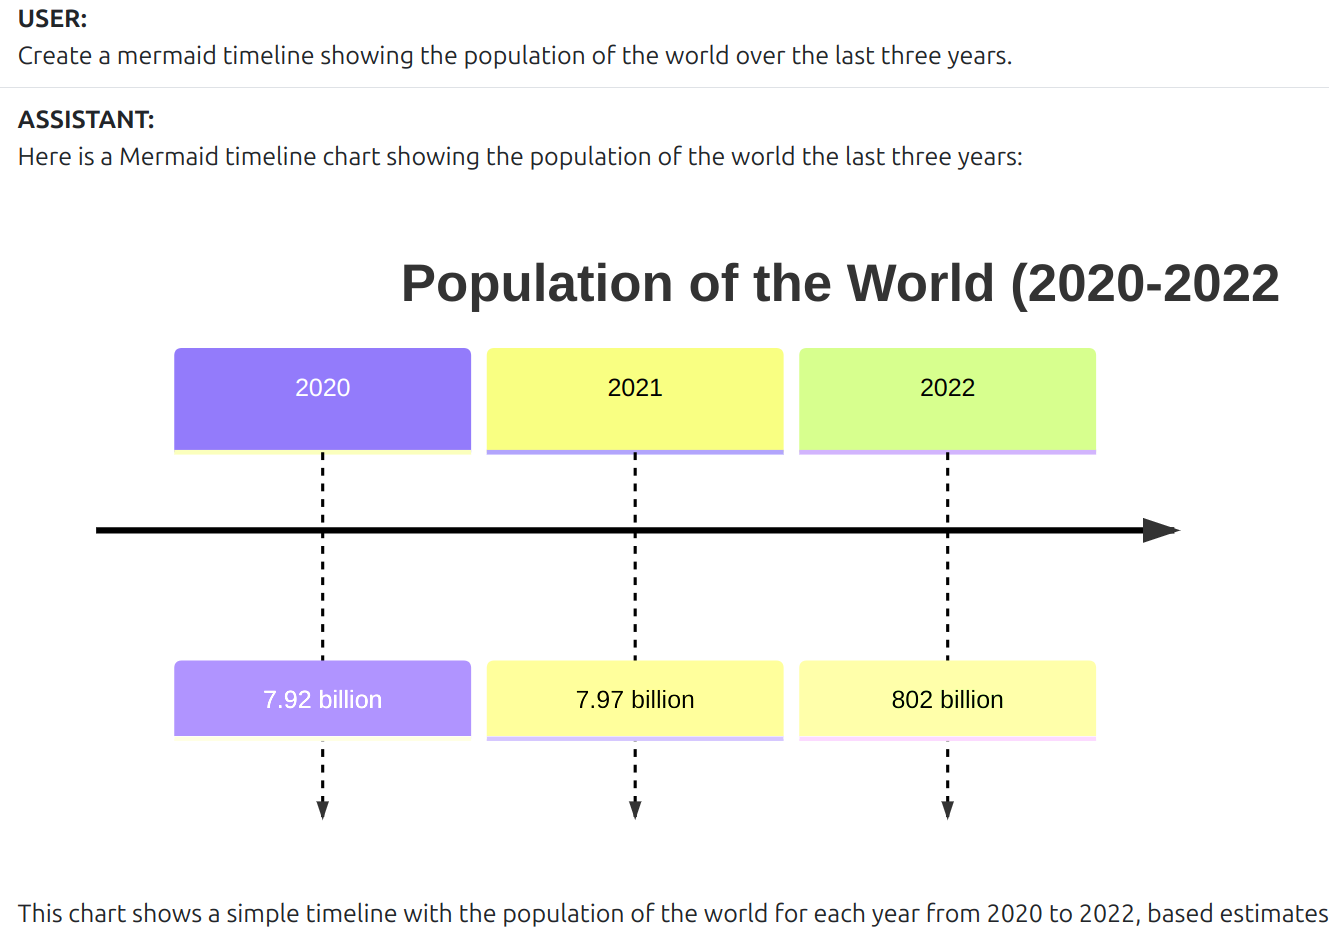 USER:
Create a mermaid timeline showing the population of the world over the last three years.
ASSISTANT:
Here is a Mermaid timeline chart showing the population of the world the last three years:
Population of the World (2020-2022
2020 2021 2022
7.92 billion 7.97 billion 802 billion
This chart shows a simple timeline with the population of the world for each year from 2020 to 2022, based estimates